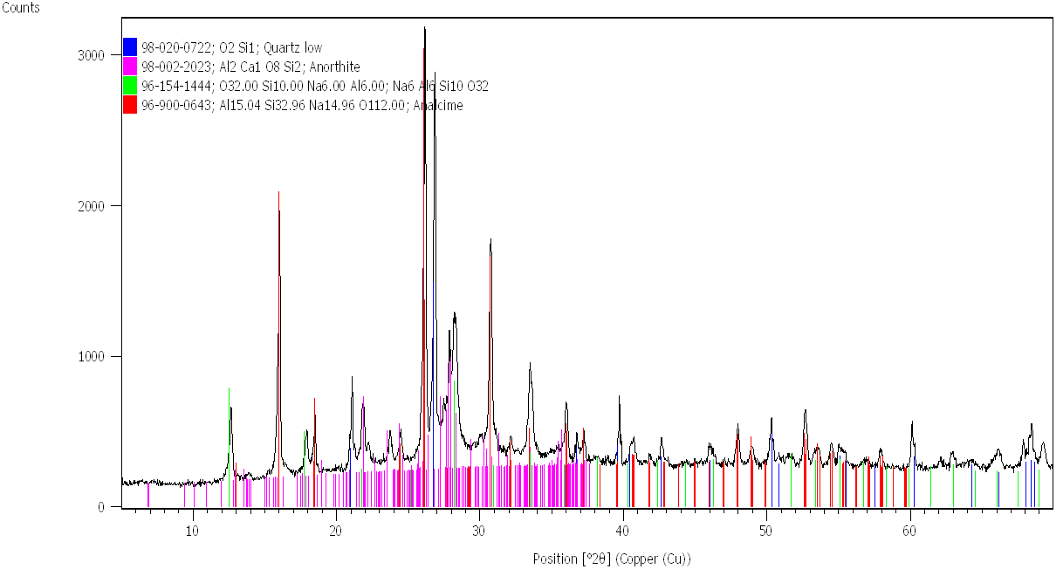 Counts
3000
98-020-0722; O2 Si1; Quartz low
98-002-2023; Al2 Ca1 O8 Si2; Anorthite
96-154-1444; O32.00 Si10.00 Na6.00 Al6.00; Na6 Al6 Si10 O32
96-900-0643; Al15.04 Si32.96 Na14.96 O112.00; Analcime
2000
1000
0
10 20 30 40 50 60
Position [°2θ] (Copper (Cu))